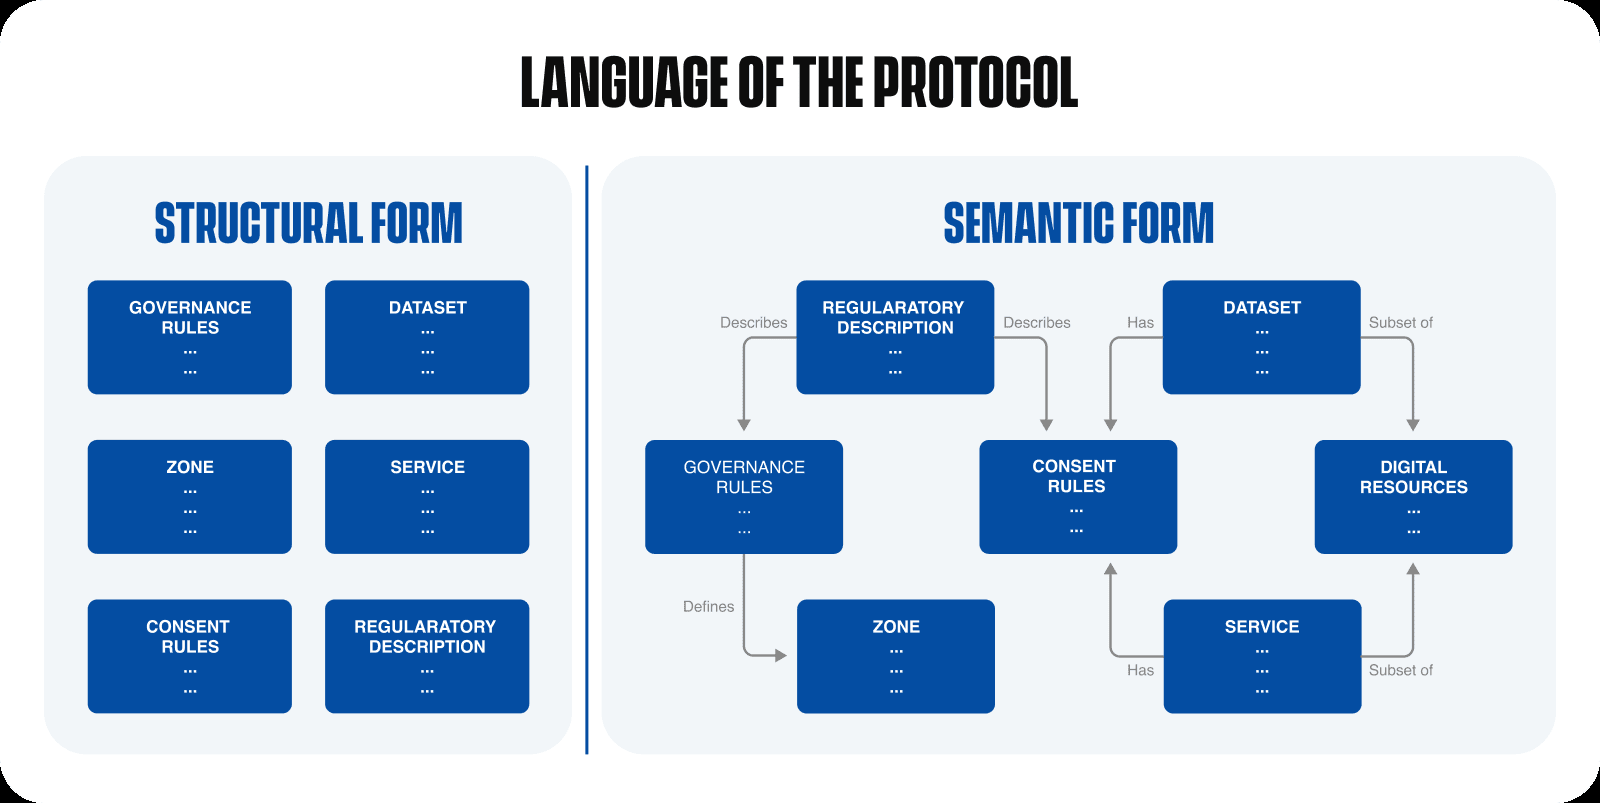 LANGUAGE OF THE PROTOCOL
STRUCTURAL FORM
GOVERNANCE
RULES
...
...
DATASET
...
...
...
ZONE
...
...
...
SERVICE
...
...
...
CONSENT
RULES
...
...
REGULARATORY
DESCRIPTION
...
...
SEMANTIC FORM
Describes
REGULARATORY
DESCRIPTION
...
...
Describes
Has
DATASET
...
...
...
Subset of
GOVERNANCE
RULES
...
...
CONSENT
RULES
...
...
DIGITAL
RESOURCES
...
...
Defines
ZONE
...
...
...
Has
SERVICE
...
...
...
Subset of